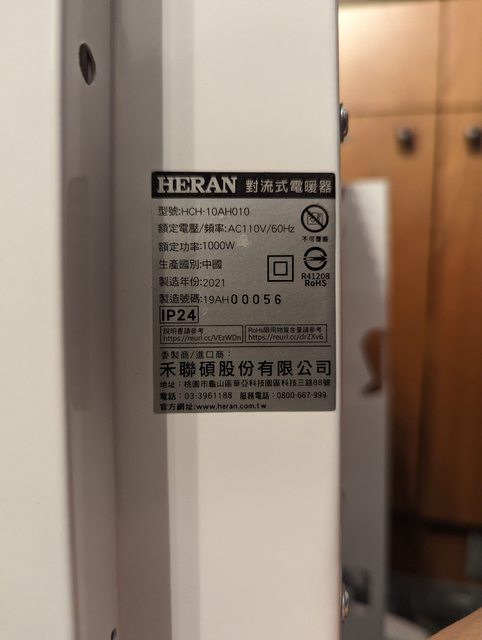 HERAN 對流式電暖器
型號:HCH-10AH010
額定電壓/頻率:AC110V/60Hz
額定功率:1000W
生產國別:中國
製造年份:2021
製造號碼:19AH00056
不可覆蓋
R41208
RoHS
IP24
說明書請參考
https://reurl.cc/VEzWDn
RoHs限用物質含量請參考
https://reurl.cc/drZXv6
委製商/進口商:
禾聯碩股份有限公司
地址:桃園市龜山區華亞科技園區科技三路88號
電話:03-3961188 服務電話:0800-667-999
官方網址:www.heran.com.tw